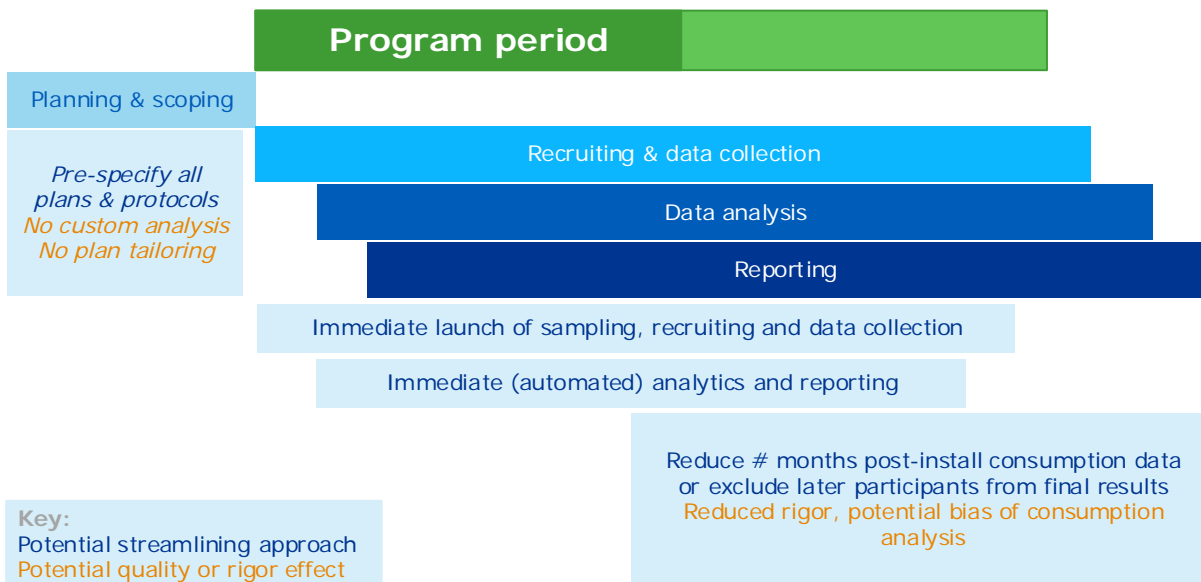 Program period
Planning & scoping
Recruiting & data collection
Pre-specify all
plans & protocols
No custom analysis
No plan tailoring
Data analysis
Reporting
Immediate launch of sampling, recruiting and data collection
Immediate (automated) analytics and reporting
Reduce # months post-install consumption data
or exclude later participants from final results
Reduced rigor, potential bias of consumption
analysis
Key:
Potential streamlining approach
Potential quality or rigor effect